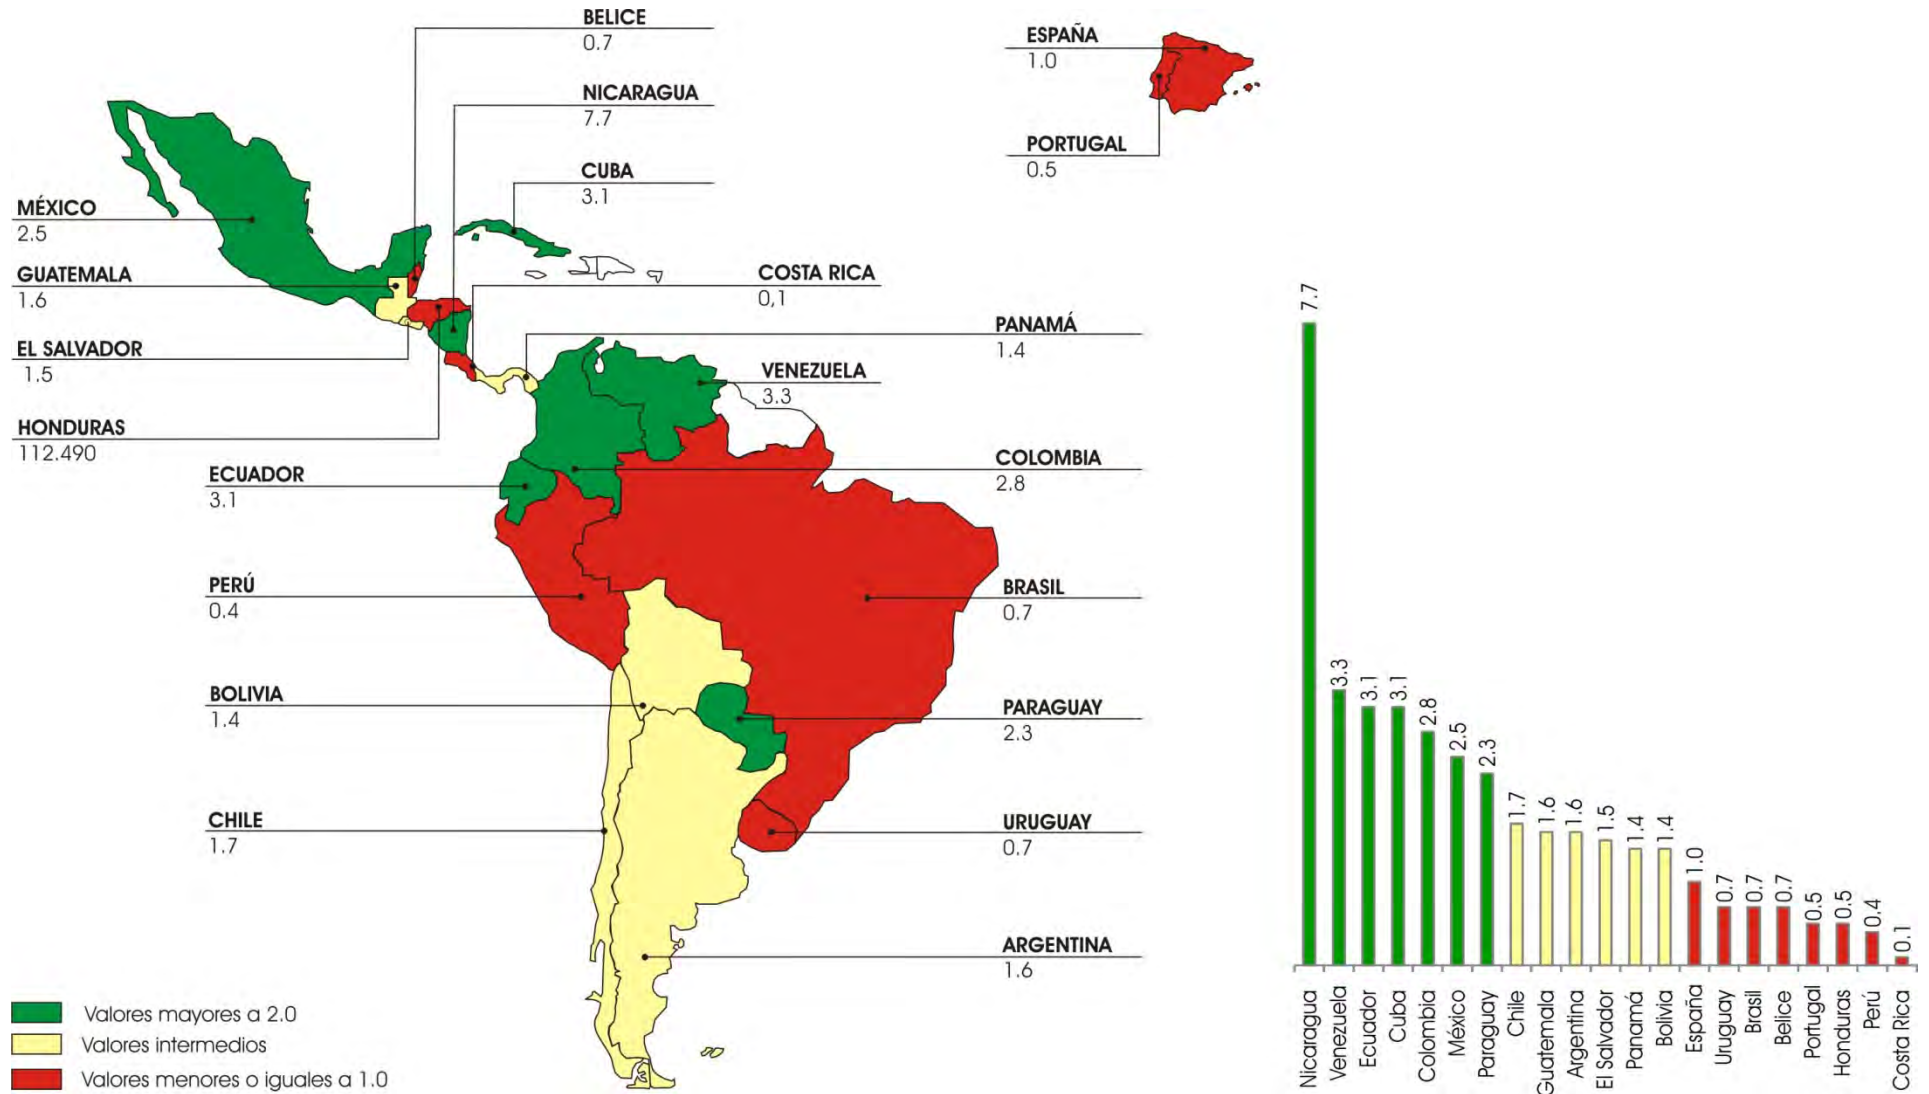 BELICE
0.7
NICARAGUA
7.7
CUBA
3.1
ESPAÑA
1.0
PORTUGAL
0.5
MÉXICO
2.5
GUATEMALA
1.6
EL SALVADOR
1.5
HONDURAS
112.490
COSTA RICA
0,1
PANAMÁ
1.4
VENEZUELA
3.3
COLOMBIA
2.8
ECUADOR
3.1
PERÚ
0.4
BRASIL
0.7
BOLIVIA
1.4
PARAGUAY
2.3
CHILE
1.7
URUGUAY
0.7
ARGENTINA
1.6
Valores mayores a 2.0
Valores intermedios
Valores menores o iguales a 1.0
7.7
3.3
3.1
3.1
2.8
2.5
2.3
1.7
1.6
1.6
1.5
1.4
1.4
1.0
0.7
0.7
0.7
0.5
0.5
0.4
0.1
Nicaragua
Venezuela
Ecuador
Cuba
Colombia
México
Paraguay
Chile
Guatemala
Argentina
El Salvador
Panamá
Bolivia
España
Uruguay
Brasil
Belice
Portugal
Honduras
Perú
Costa Rica